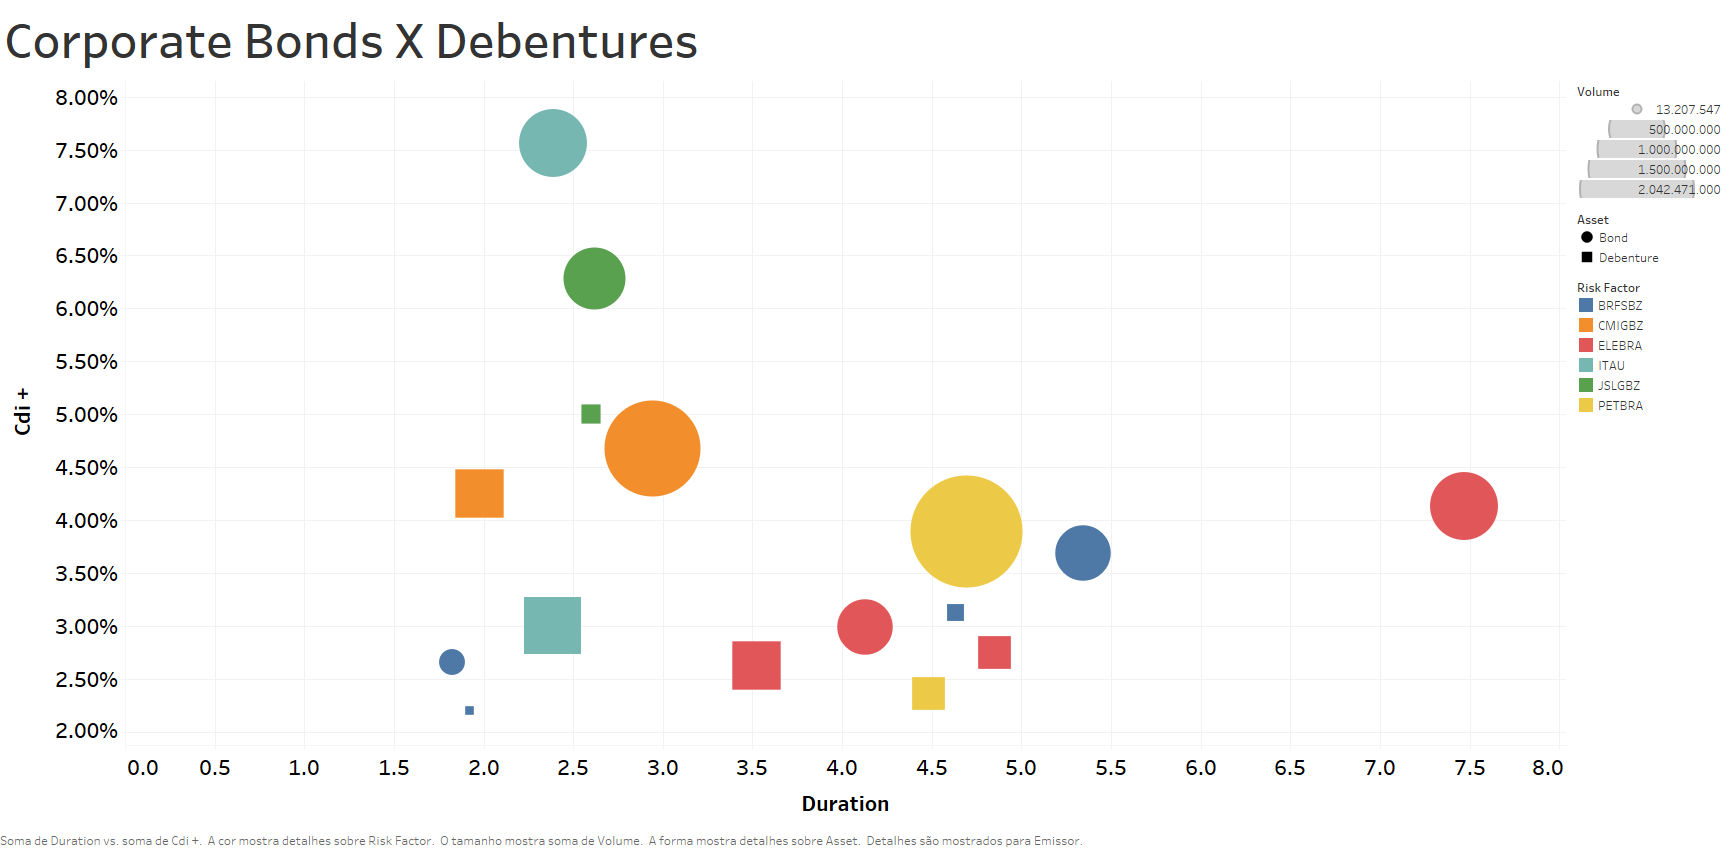 Corporate Bonds X Debentures
8.00%
7.50%
7.00%
6.50%
6.00%
5.50%
5.00%
4.50%
4.00%
3.50%
3.00%
2.50%
2.00%
Cdi +
0.0 0.5 1.0 1.5 2.0 2.5 3.0 3.5 4.0 4.5 5.0 5.5 6.0 6.5 7.0 7.5 8.0
Duration
Volume
13.207.547
500.000.000
1.000.000.000
1.500.000.000
2.042.471.000
Asset
Bond
Debenture
Risk Factor
BRFSBZ
CMIGBZ
ELEBRA
ITAU
JSLGBZ
PETBRA
Soma de Duration vs. soma de Cdi +. A cor mostra detalhes sobre Risk Factor. O tamanho mostra soma de Volume. A forma mostra detalhes sobre Asset. Detalhes são mostrados para Emissor.